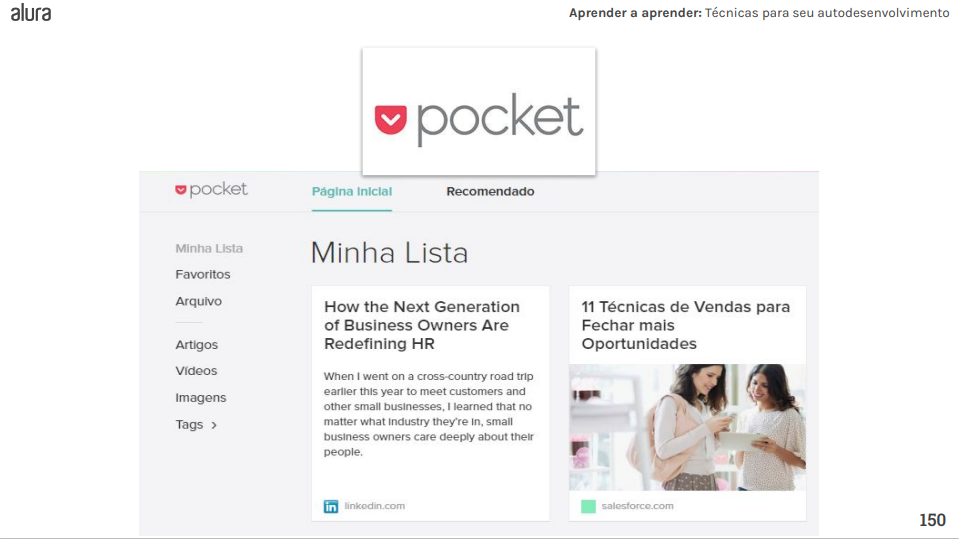 alura
Aprender a aprender: Técnicas para seu autodesenvolvimento
pocket
pocket
Página Inicial
Recomendado
Minha Lista
Favoritos
Arquivo
Artigos
Vídeos
Imagens
Tags >
Minha Lista
How the Next Generation
of Business Owners Are
Redefining HR
When I went on a cross-country road trip
earlier this year to meet customers and
other small businesses, I learned that no
matter what industry they're in, small
business owners care deeply about their
people.
in linkedin.com
11 Técnicas de Vendas para
Fechar mais
Oportunidades
salesforce.com
150